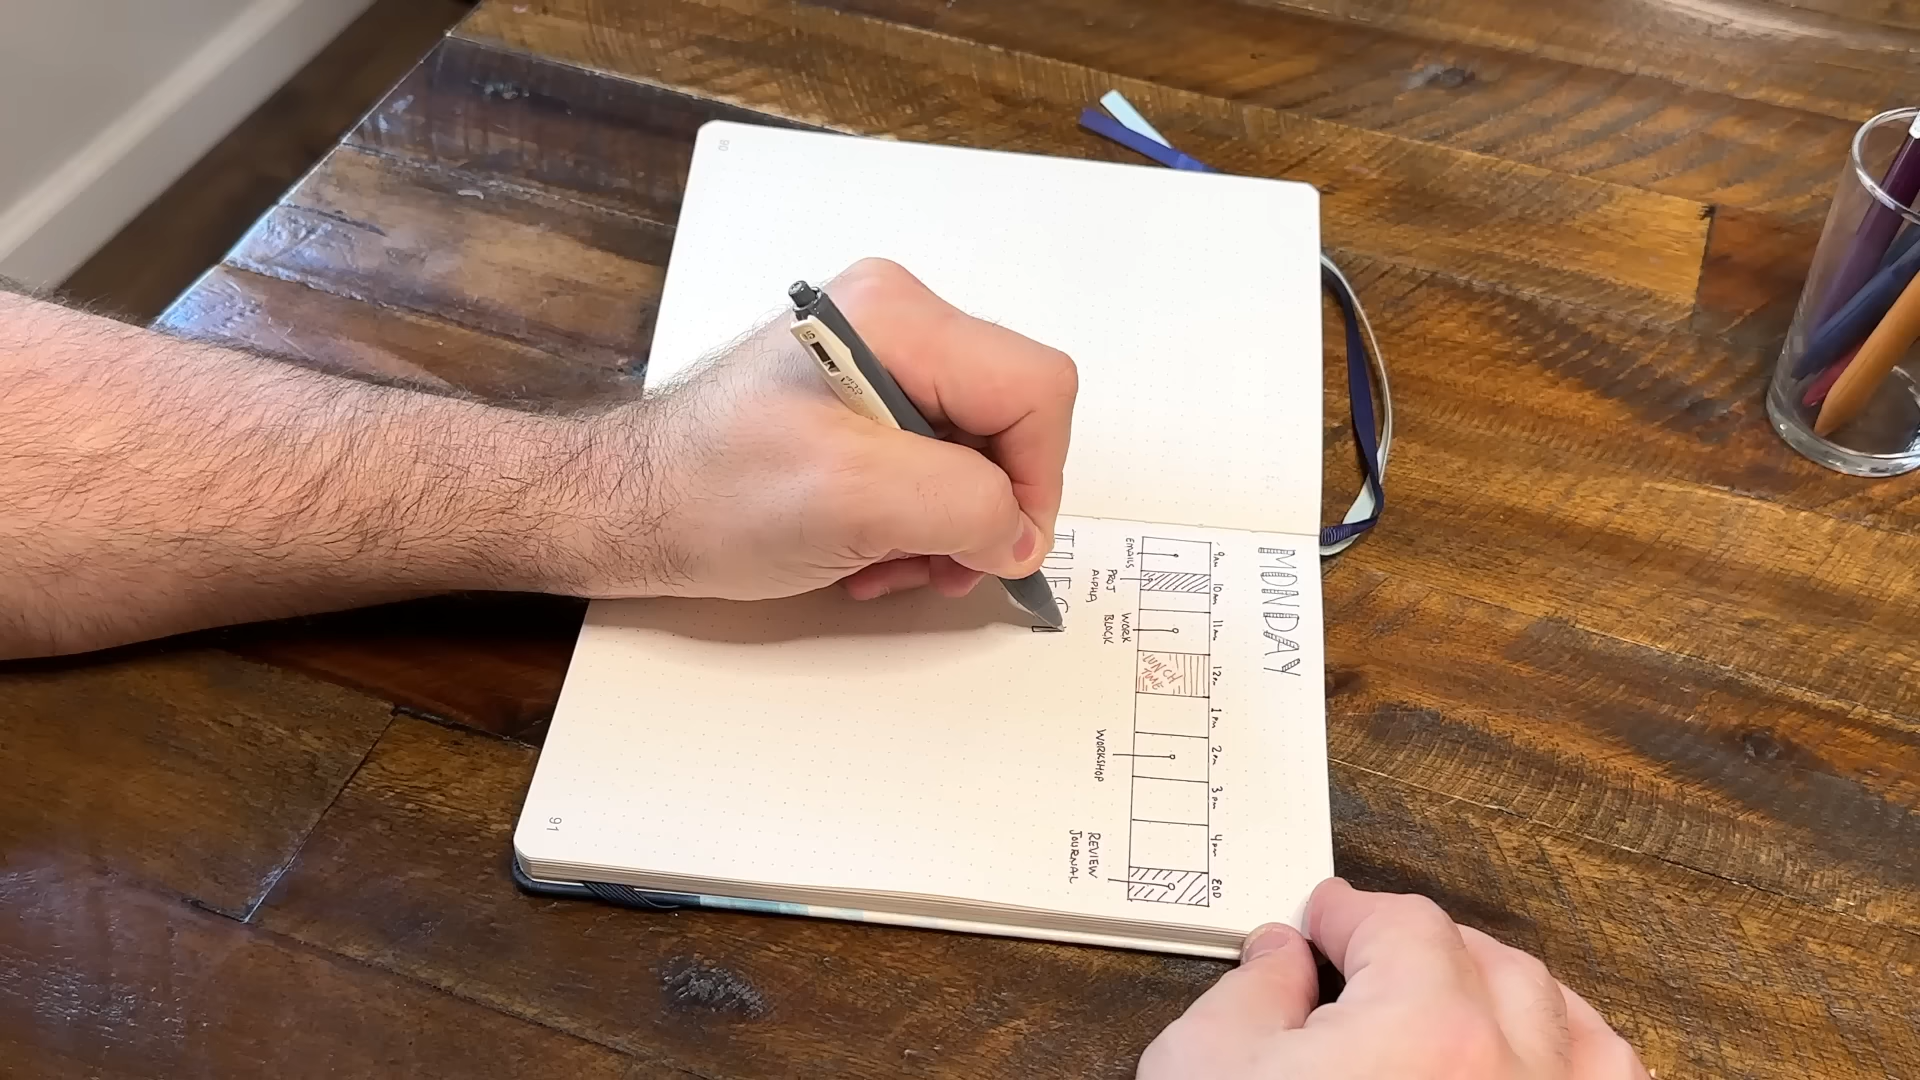 90
MONDAY
9am 10am 11am 12pm 1pm 2pm 3pm 4pm EOD
LUNCH
TIME
EMAILS
PROJ
ALPHA
WORK
BLOCK
WORKSHOP
REVIEW
JOURNAL
91